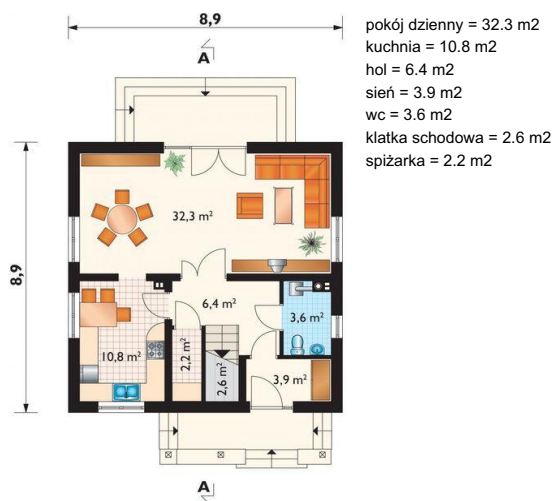 8,9
A
pokój dzienny = 32.3 m2
kuchnia = 10.8 m2
hol = 6.4 m2
sień = 3.9 m2
wc = 3.6 m2
klatka schodowa = 2.6 m2
spiżarka = 2.2 m2
32,3 m²
8,9
6,4 m²
3,6 m²
10,8 m²
2,2 m²
2,6 m²
3,9 m²
A